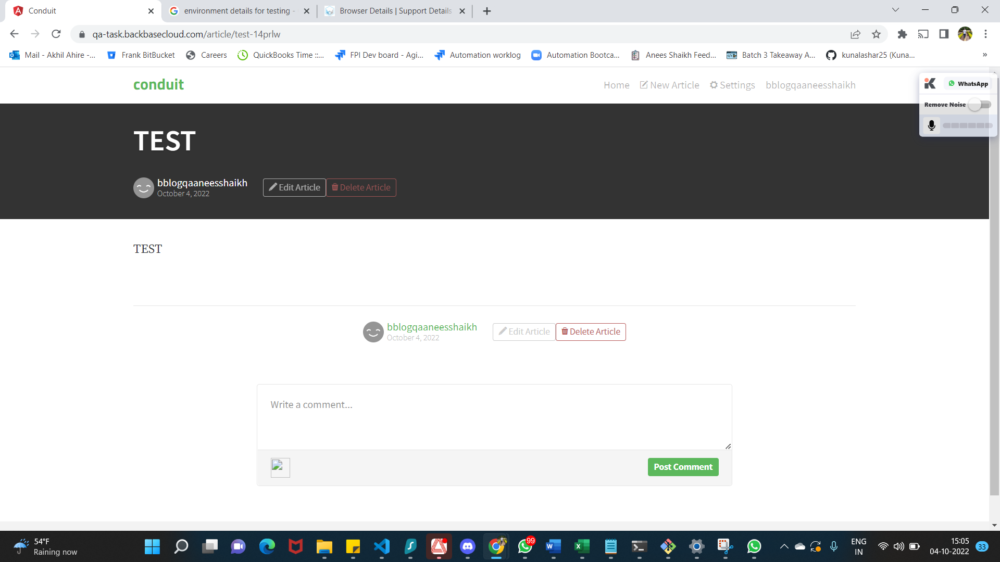 Conduit
environment details for testing -
Browser Details | Support Details
qa-task.backbasecloud.com/article/test-14prlw
Mail - Akhil Ahire -...
Frank BitBucket
Careers
QuickBooks Time ::...
FPI Dev board - Agi...
Automation worklog
Automation Bootca...
Anees Shaikh Feed...
Batch 3 Takeaway A...
kunalashar25 (Kuna...
»
conduit
Home
New Article
Settings
bblogqaaneesshaikh
WhatsApp
Remove Noise
TEST
bblogqaaneesshaikh
October 4, 2022
Edit Article
Delete Article
TEST
bblogqaaneesshaikh
October 4, 2022
Edit Article
Delete Article
Write a comment...
Post Comment
54°F
Raining now
99
ENG
IN
15:05
04-10-2022
33